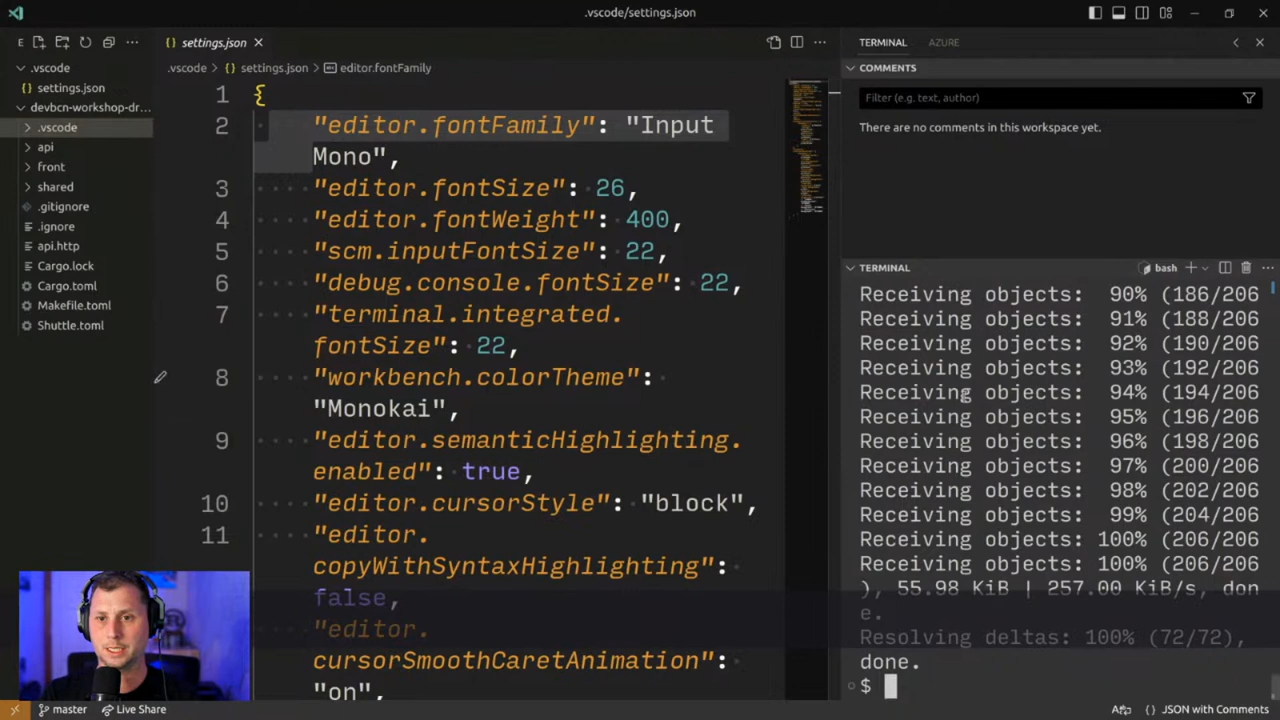 .vscode/settings.json
E
settings.json
TERMINAL
AZURE
.vscode
settings.json
devbcn-workshop-dr...
.vscode
api
front
shared
.gitignore
.ignore
api.http
Cargo.lock
Cargo.toml
Makefile.toml
Shuttle.toml
.vscode > {} settings.json > editor.fontFamily
1 {
2 "editor.fontFamily": "Input
Mono",
3 "editor.fontSize": 26,
4 "editor.fontWeight": 400,
5 "scm.inputFontSize": 22,
6 "debug.console.fontSize": 22,
7 "terminal.integrated.
fontSize": 22,
8 "workbench.colorTheme":
"Monokai",
9 "editor.semanticHighlighting.
enabled": true,
10 "editor.cursorStyle": "block",
11 "editor.
copyWithSyntaxHighlighting":
false,
"editor.
cursorSmoothCaretAnimation":
"on",
COMMENTS
Filter (e.g. text, author)
There are no comments in this workspace yet.
TERMINAL
bash
Receiving objects: 90% (186/206
Receiving objects: 91% (188/206
Receiving objects: 92% (190/206
Receiving objects: 93% (192/206
Receiving objects: 94% (194/206
Receiving objects: 95% (196/206
Receiving objects: 96% (198/206
Receiving objects: 97% (200/206
Receiving objects: 98% (202/206
Receiving objects: 99% (204/206
Receiving objects: 100% (206/206
Receiving objects: 100% (206/206
), 55.98 KiB | 257.00 KiB/s, don
e.
Resolving deltas: 100% (72/72),
done.
$
master
Live Share
{} JSON with Comments